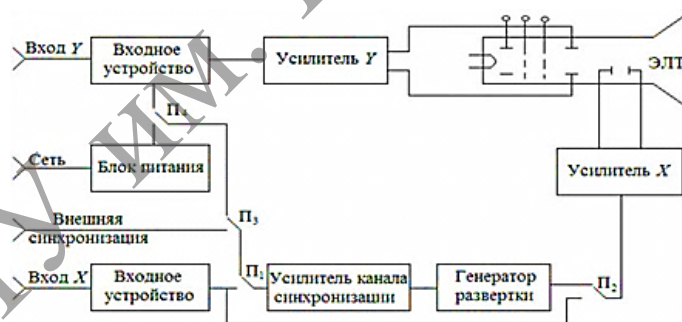 Вход Y
Входное
устройство
Усилитель Y
ЭЛТ
П₄
Сеть
Блок питания
Усилитель X
Внешняя
синхронизация
П₃
Вход X
Входное
устройство
П₁
Усилитель канала
синхронизации
Генератор
развертки
П₂